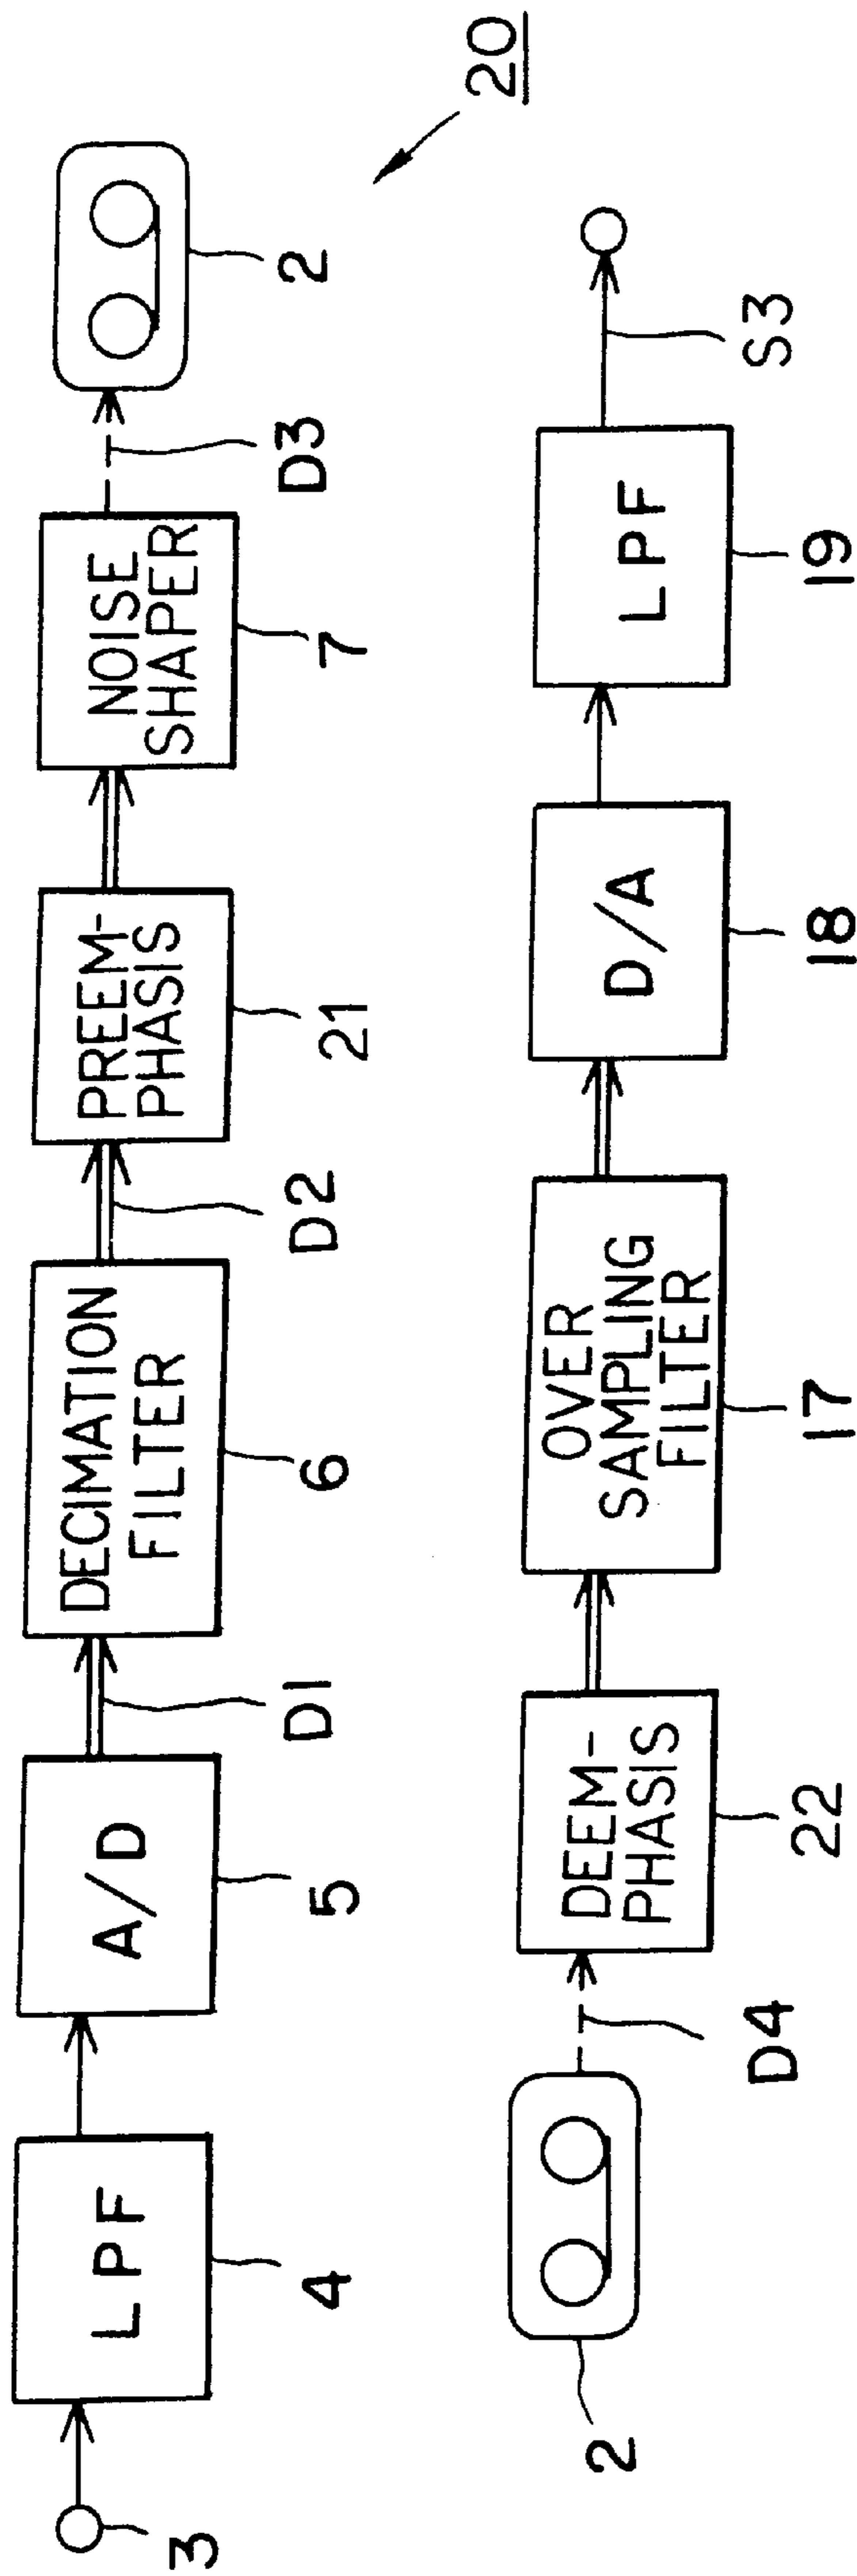 20
3
LPF
4
A/D
5
D1
DECIMATION
FILTER
6
D2
PREEM-
PHASIS
21
NOISE
SHAPER
7
D3
2
2
D4
DEEM-
PHASIS
22
OVER
SAMPLING
FILTER
17
D/A
18
LPF
19
S3